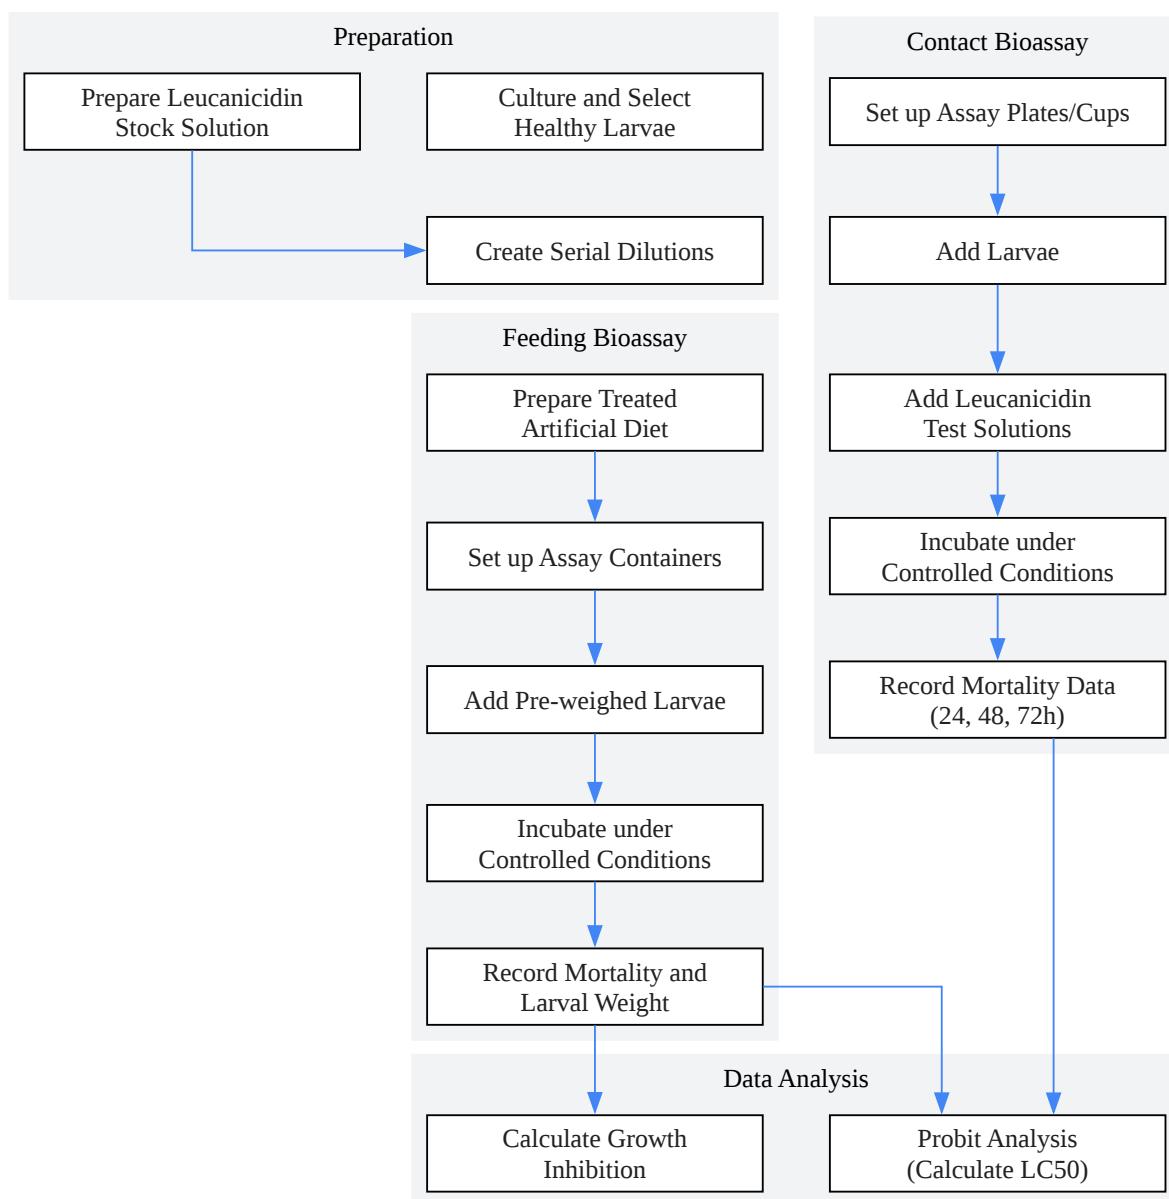 Preparation
Prepare Leucanicidin
Stock Solution
Culture and Select
Healthy Larvae
Create Serial Dilutions
Feeding Bioassay
Prepare Treated
Artificial Diet
Set up Assay Containers
Add Pre-weighed Larvae
Incubate under
Controlled Conditions
Record Mortality and
Larval Weight
Contact Bioassay
Set up Assay Plates/Cups
Add Larvae
Add Leucanicidin
Test Solutions
Incubate under
Controlled Conditions
Record Mortality Data
(24, 48, 72h)
Data Analysis
Calculate Growth
Inhibition
Probit Analysis
(Calculate LC50)